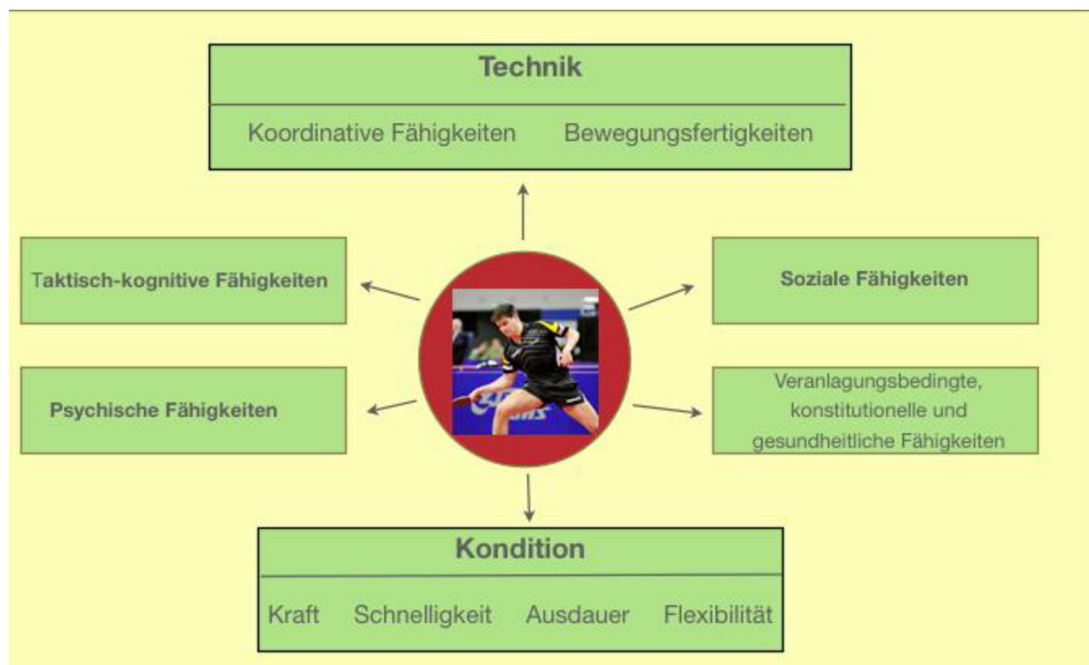 Technik
Koordinative Fähigkeiten Bewegungsfertigkeiten
Taktisch-kognitive Fähigkeiten
Soziale Fähigkeiten
Psychische Fähigkeiten
Veranlagungsbedingte,
konstitutionelle und
gesundheitliche Fähigkeiten
Kondition
Kraft Schnelligkeit Ausdauer Flexibilität